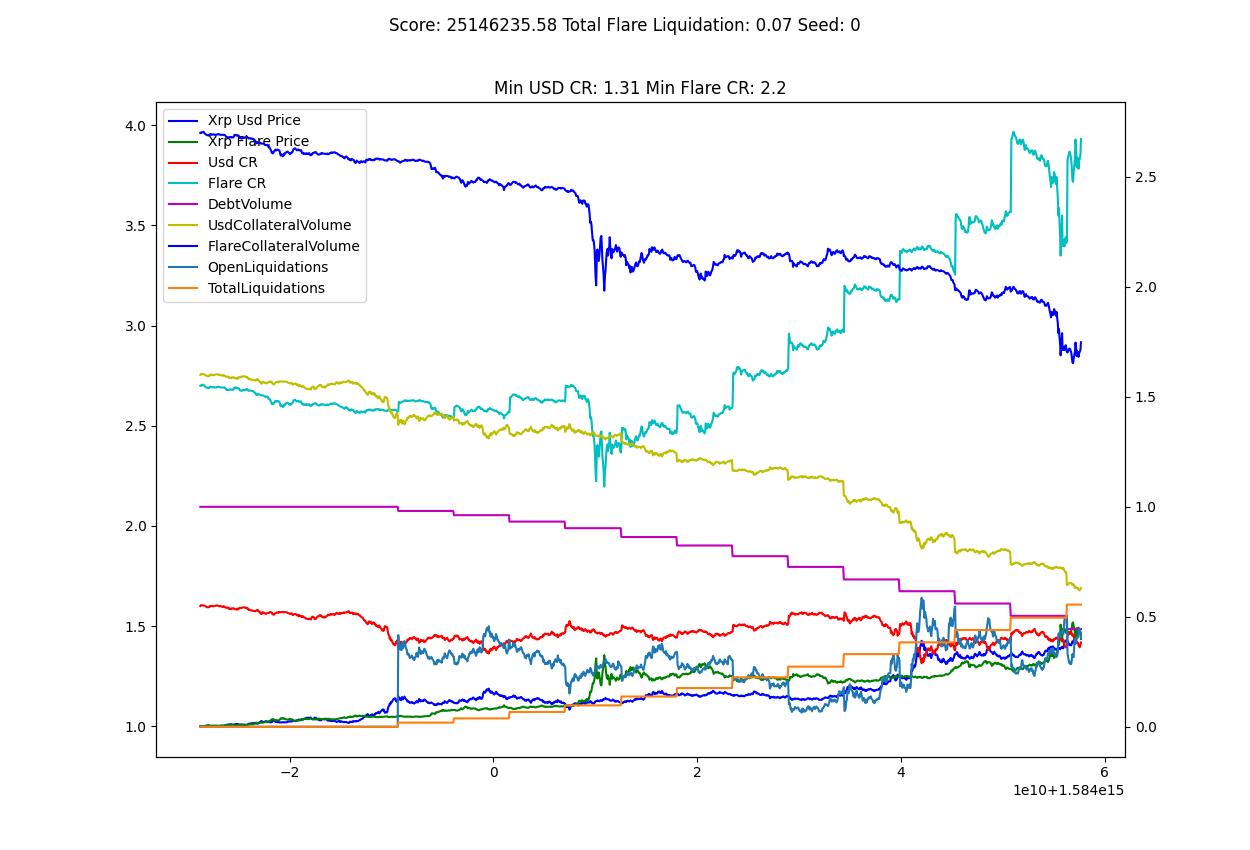 Score: 25146235.58 Total Flare Liquidation: 0.07 Seed: 0
Min USD CR: 1.31 Min Flare CR: 2.2
Xrp Usd Price
Xrp Flare Price
Usd CR
Flare CR
DebtVolume
UsdCollateralVolume
FlareCollateralVolume
OpenLiquidations
TotalLiquidations
4.0
3.5
3.0
2.5
2.0
1.5
1.0
2.5
2.0
1.5
1.0
0.5
0.0
−2 0 2 4 6
1e10+1.584e15